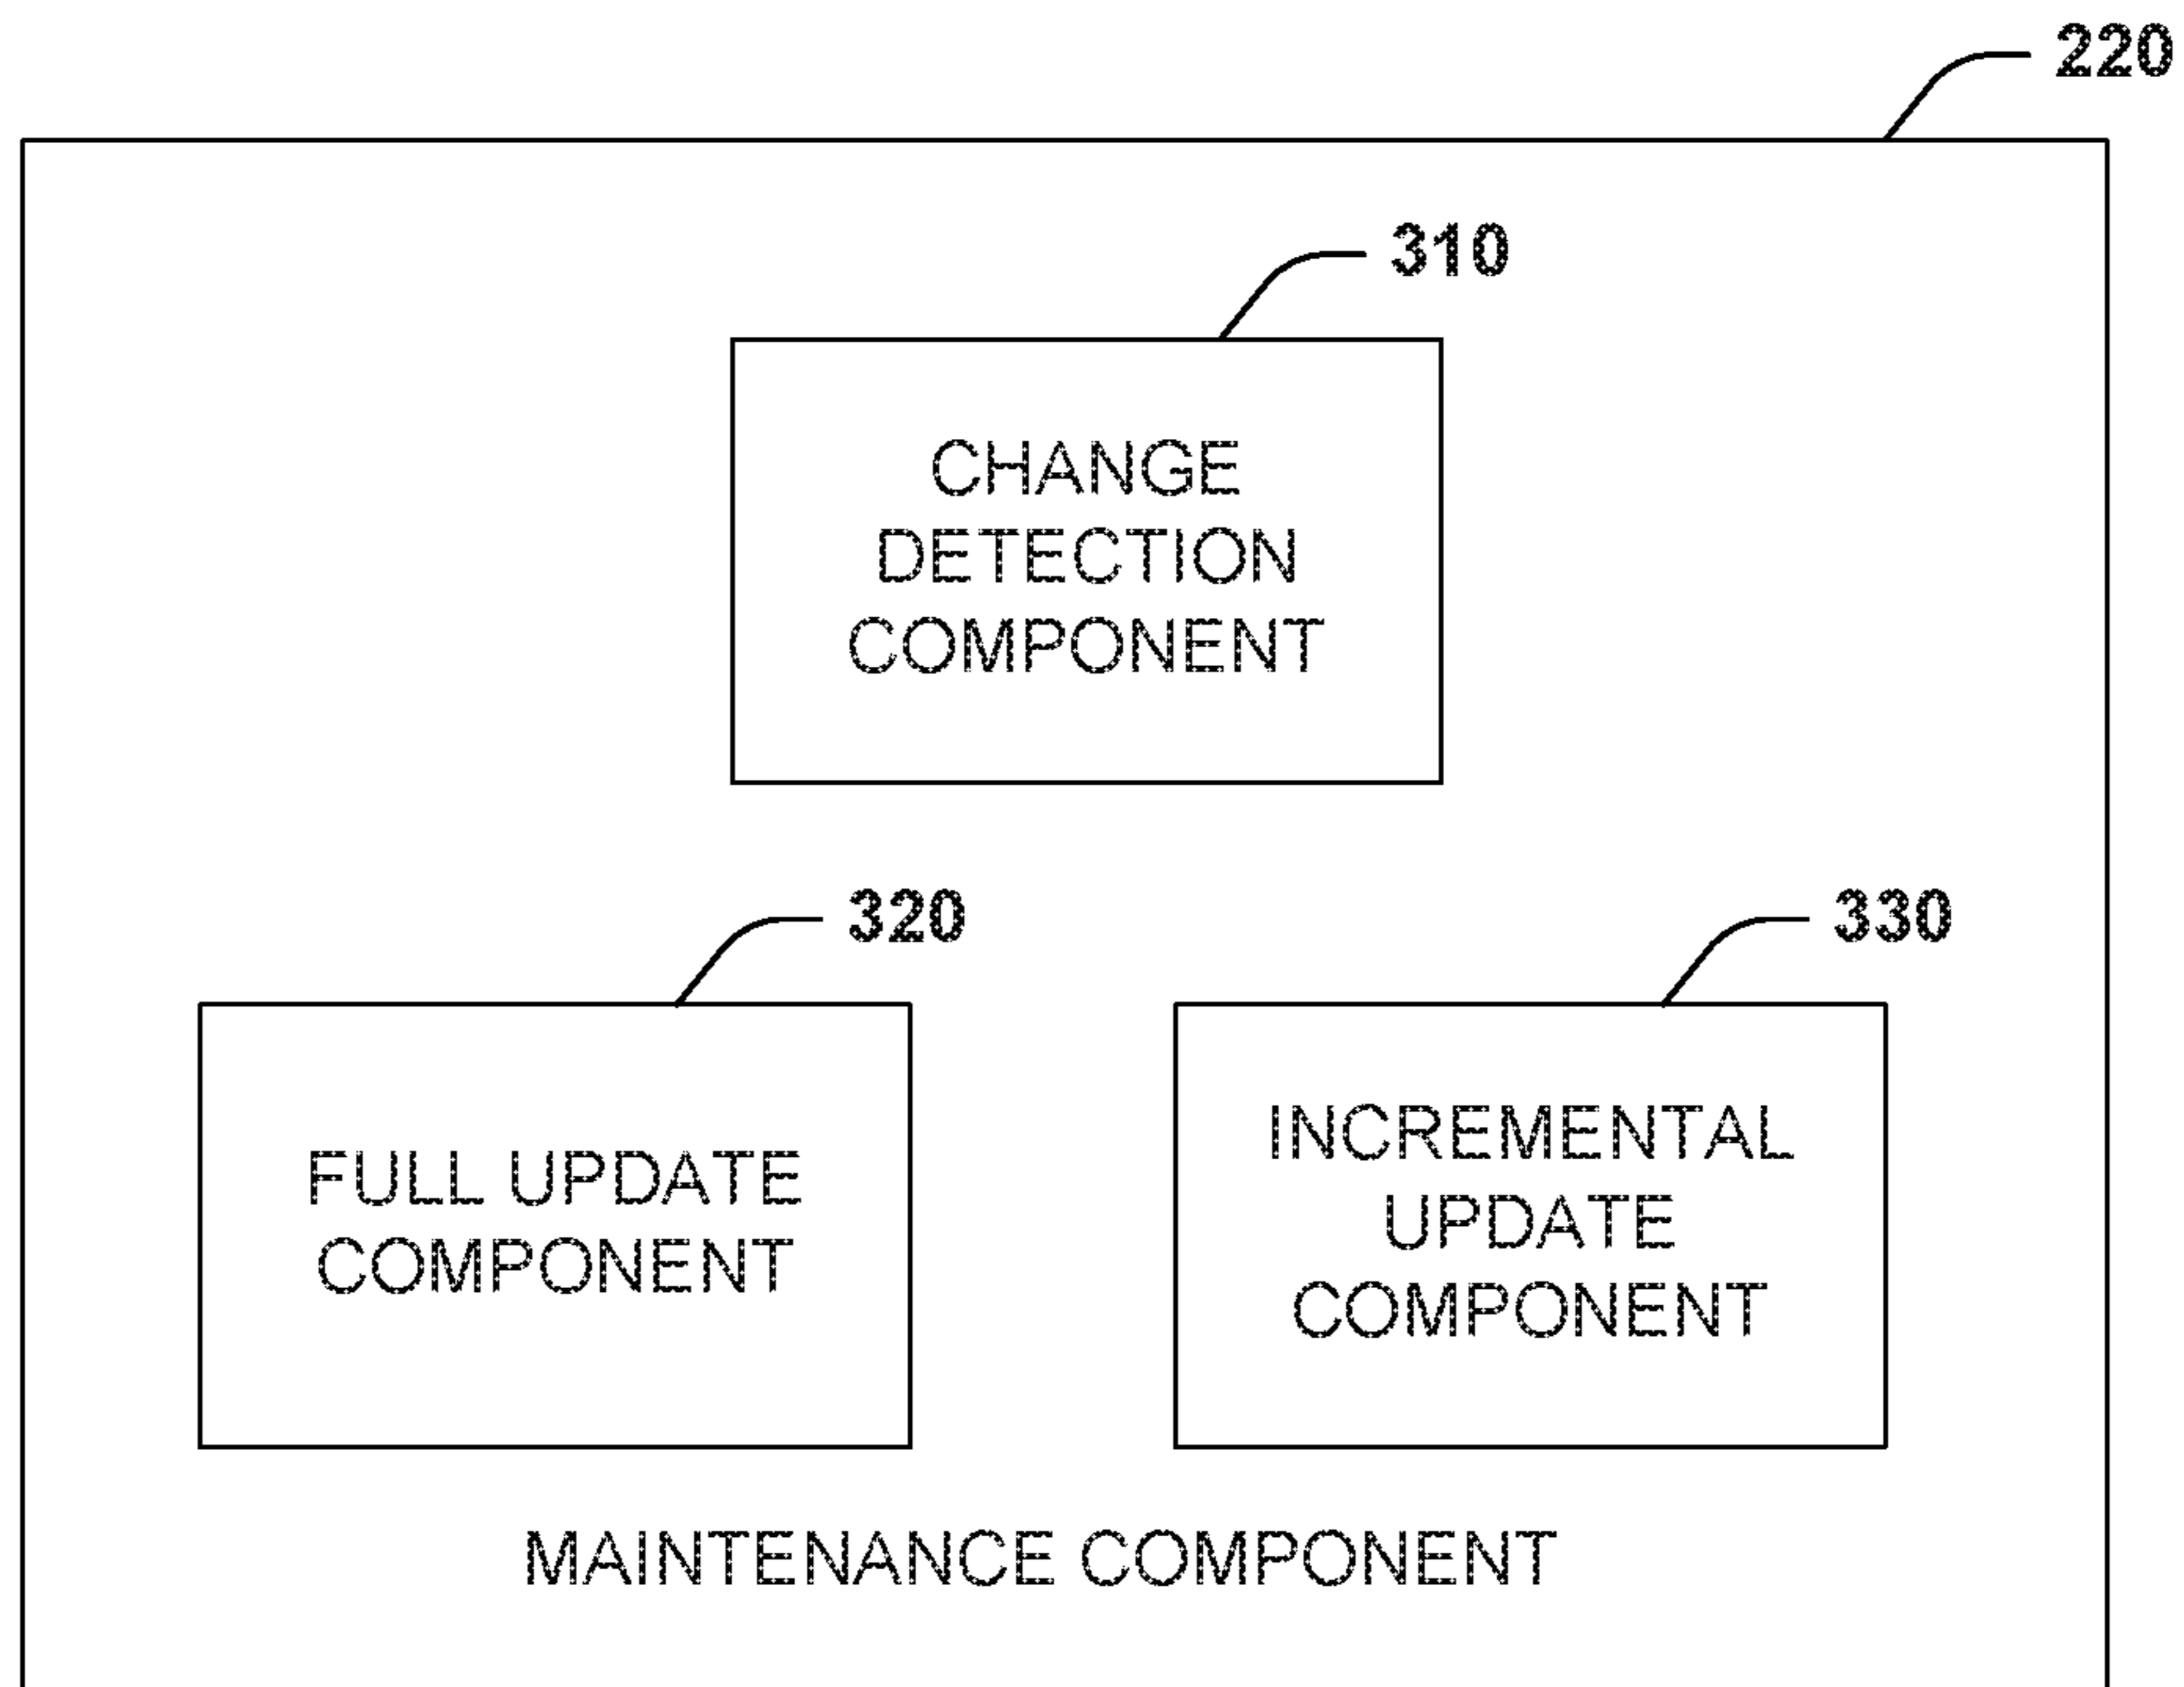 220
310
CHANGE
DETECTION
COMPONENT
320
330
FULL UPDATE
COMPONENT
INCREMENTAL
UPDATE
COMPONENT
MAINTENANCE COMPONENT